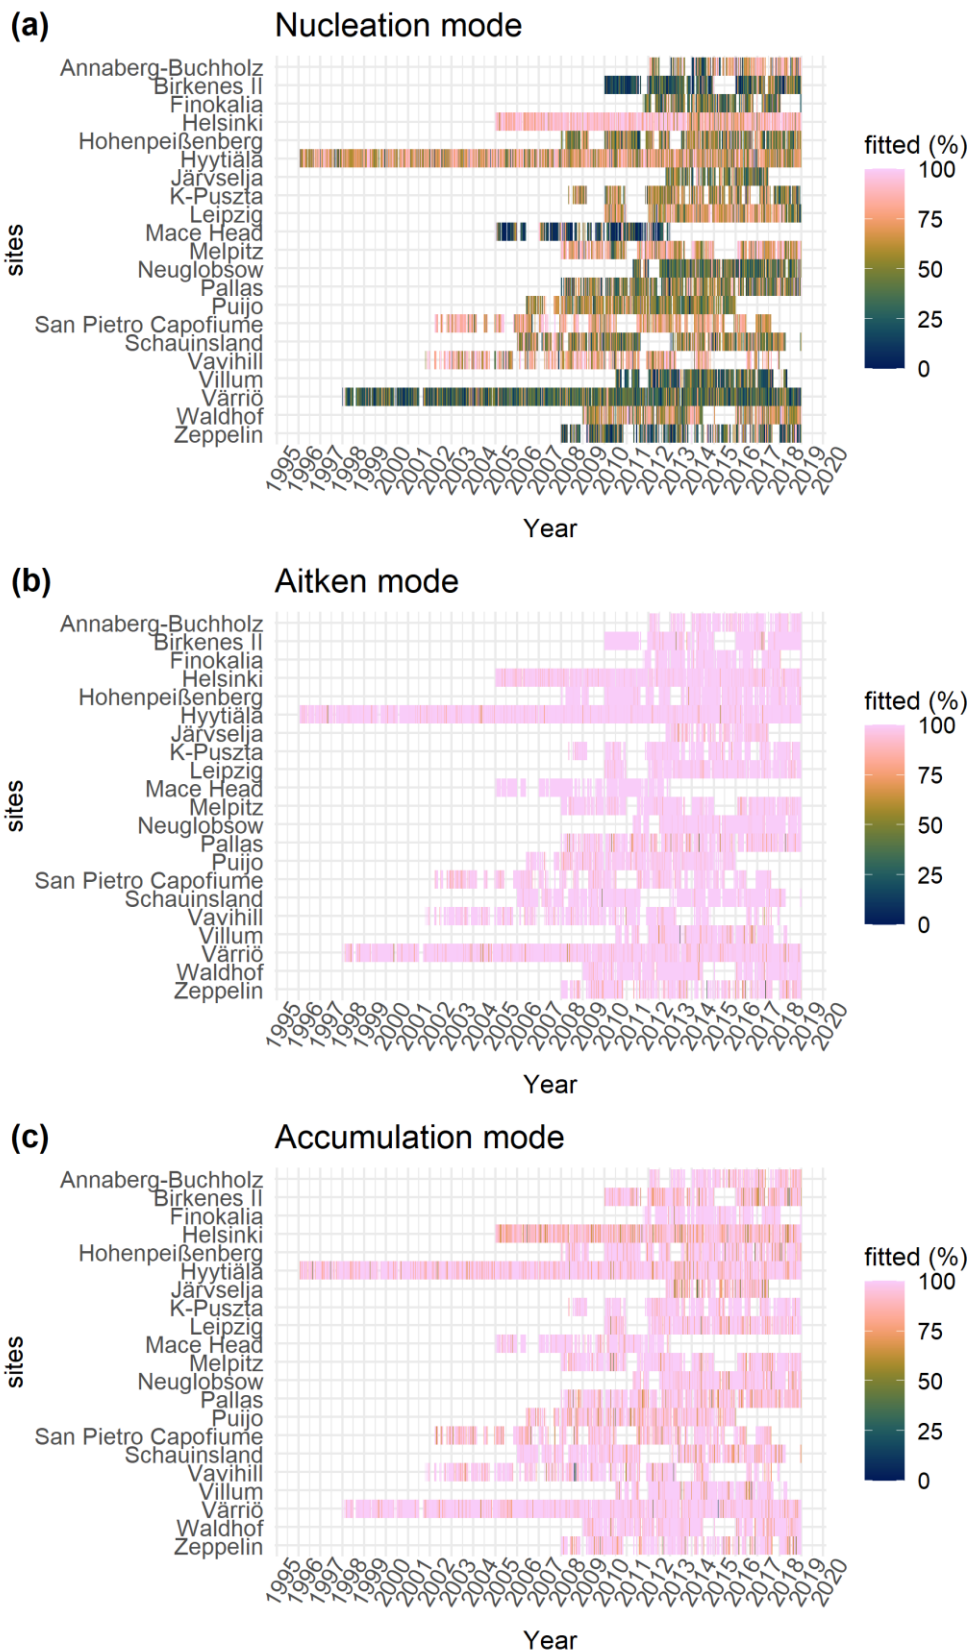 (a) Nucleation mode
Annaberg-Buchholz
Birkenes II
Finokalia
Helsinki
Hohenpeißenberg
Hyytiälä
Järvselja
K-Puszta
Leipzig
Mace Head
Melpitz
Neuglobsow
Pallas
Puijo
San Pietro Capofiume
Schauinsland
Vavihill
Villum
Värriö
Waldhof
Zeppelin
sites
1995 1996 1997 1998 1999 2000 2001 2002 2003 2004 2005 2006 2007 2008 2009 2010 2011 2012 2013 2014 2015 2016 2017 2018 2019 2020
Year
fitted (%)
100
75
50
25
0
(b) Aitken mode
Annaberg-Buchholz
Birkenes II
Finokalia
Helsinki
Hohenpeißenberg
Hyytiälä
Järvselja
K-Puszta
Leipzig
Mace Head
Melpitz
Neuglobsow
Pallas
Puijo
San Pietro Capofiume
Schauinsland
Vavihill
Villum
Värriö
Waldhof
Zeppelin
sites
1995 1996 1997 1998 1999 2000 2001 2002 2003 2004 2005 2006 2007 2008 2009 2010 2011 2012 2013 2014 2015 2016 2017 2018 2019 2020
Year
fitted (%)
100
75
50
25
0
(c) Accumulation mode
Annaberg-Buchholz
Birkenes II
Finokalia
Helsinki
Hohenpeißenberg
Hyytiälä
Järvselja
K-Puszta
Leipzig
Mace Head
Melpitz
Neuglobsow
Pallas
Puijo
San Pietro Capofiume
Schauinsland
Vavihill
Villum
Värriö
Waldhof
Zeppelin
sites
1995 1996 1997 1998 1999 2000 2001 2002 2003 2004 2005 2006 2007 2008 2009 2010 2011 2012 2013 2014 2015 2016 2017 2018 2019 2020
Year
fitted (%)
100
75
50
25
0